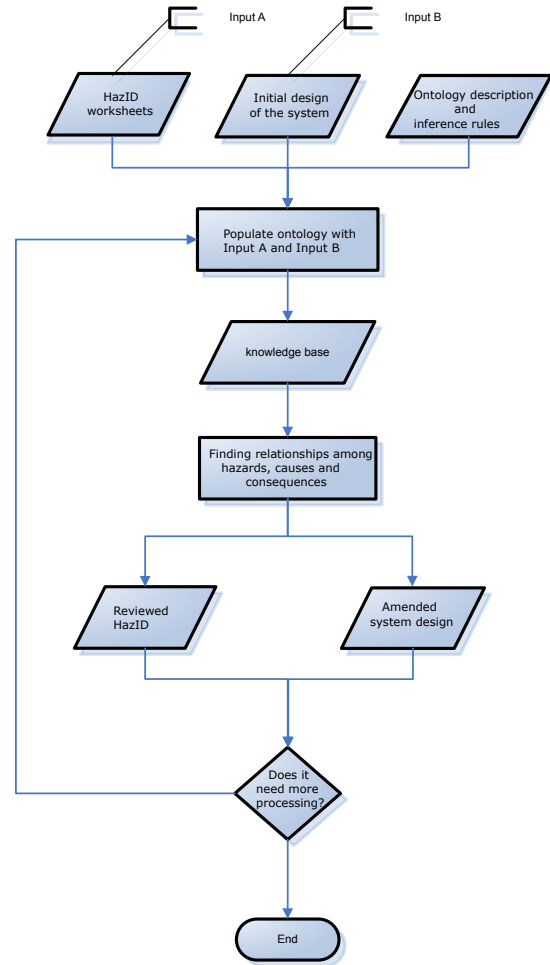 Input A
Input B
HazID
worksheets
Initial design
of the system
Ontology description
and
inference rules
Populate ontology with
Input A and Input B
knowledge base
Finding relationships among
hazards, causes and
consequences
Reviewed
HazID
Amended
system design
Does it
need more
processing?
End